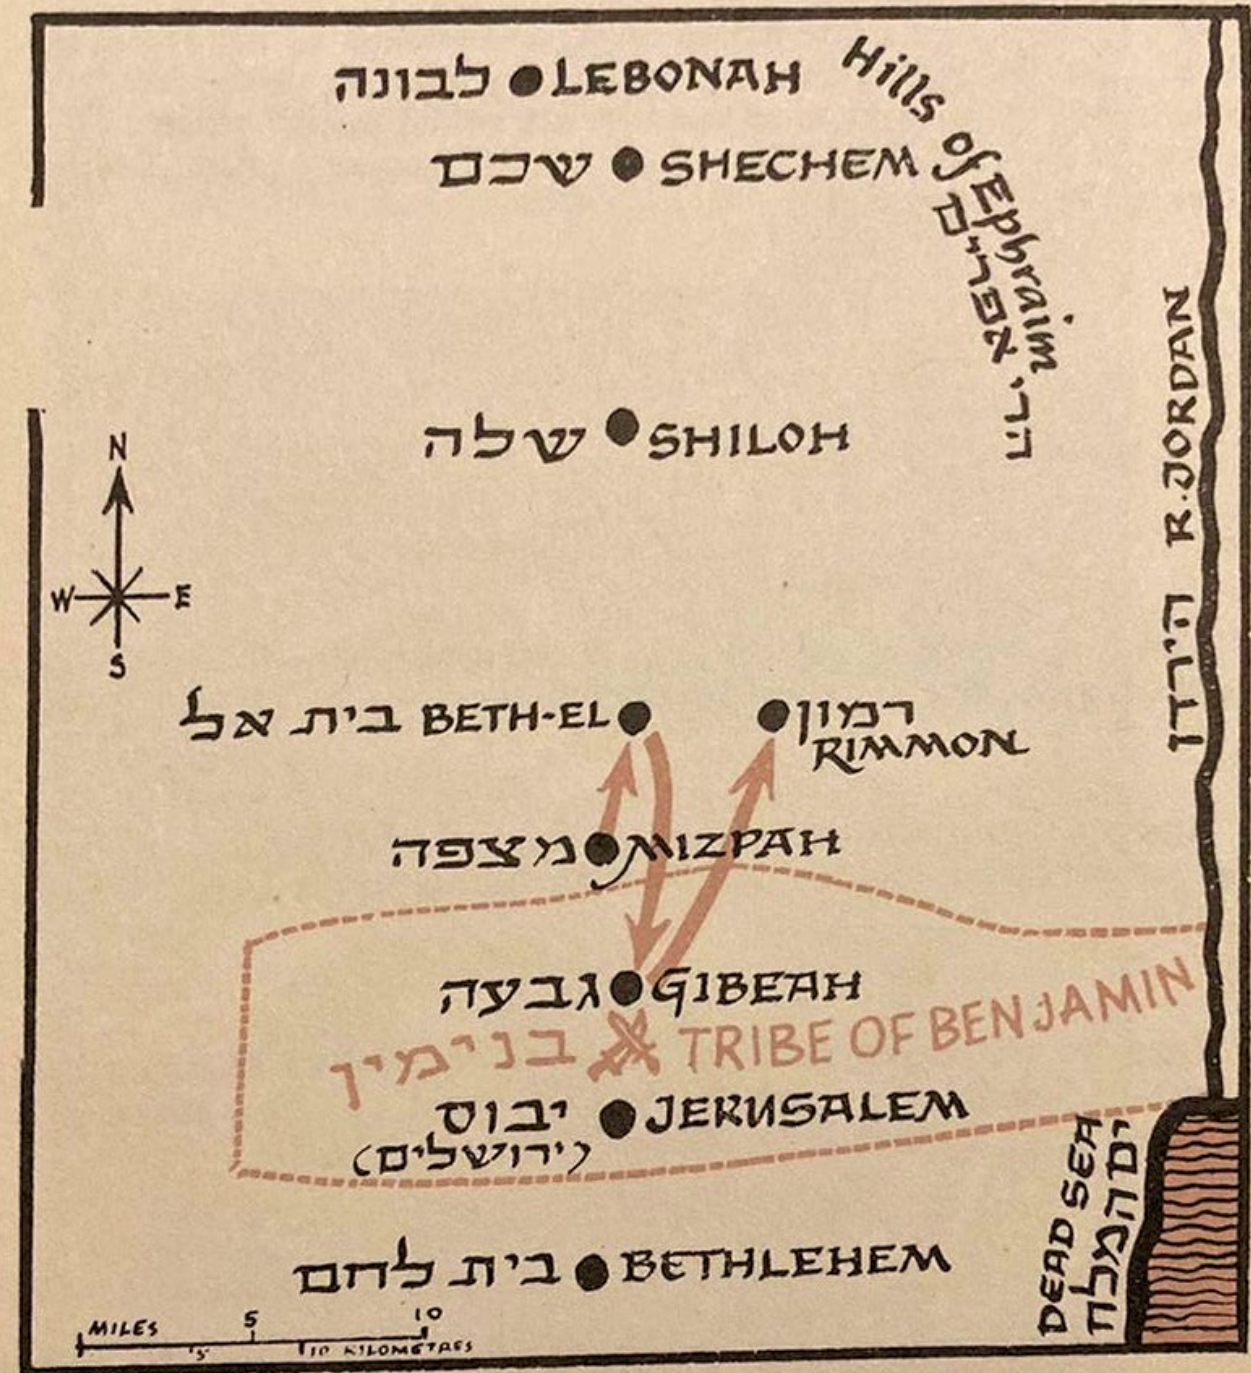 לבונה LEBONAH
Hills of Ephraim
הרי אפרים
שכם SHECHEM
שלה SHILOH
N
W E
S
R. JORDAN הירדן
בית אל BETH-EL
רמון
RIMMON
מצפה MIZPAH
גבעה GIBEAH
בנימין TRIBE OF BENJAMIN
יבוס JERUSALEM
(ירושלים)
DEAD SEA
ים המלח
בית לחם BETHLEHEM
MILES 5 10
5 10 KILOMETRES